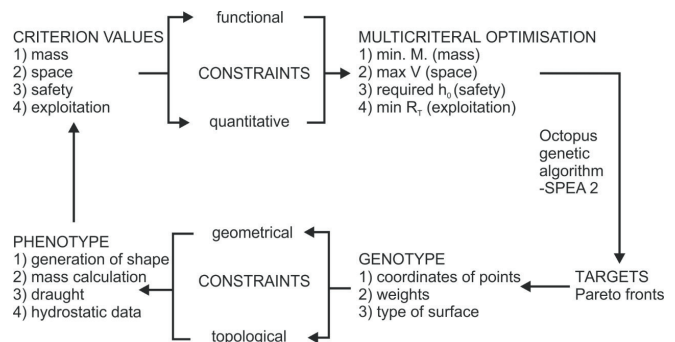 functional
CRITERION VALUES
1) mass
2) space
3) safety
4) exploitation
CONSTRAINTS
quantitative
MULTICRITERAL OPTIMISATION
1) min. M. (mass)
2) max V (space)
3) required h₀ (safety)
4) min R_T (exploitation)
Octopus
genetic
algorithm
-SPEA 2
TARGETS
Pareto fronts
GENOTYPE
1) coordinates of points
2) weights
3) type of surface
geometrical
CONSTRAINTS
topological
PHENOTYPE
1) generation of shape
2) mass calculation
3) draught
4) hydrostatic data